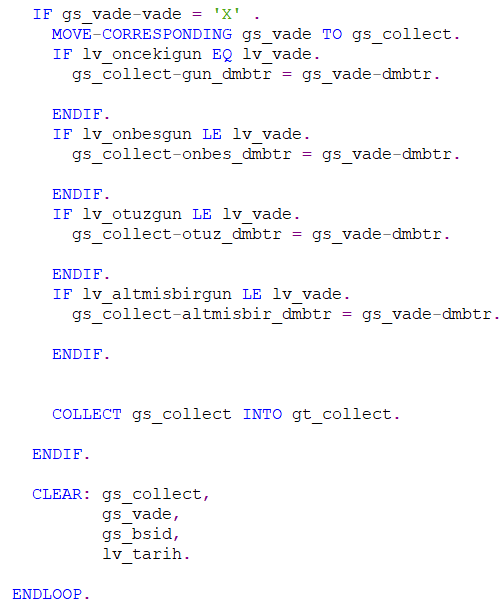 IF gs_vade-vade = 'X' .
MOVE-CORRESPONDING gs_vade TO gs_collect.
IF lv_oncekigun EQ lv_vade.
gs_collect-gun_dmbtr = gs_vade-dmbtr.
ENDIF.
IF lv_onbesgun LE lv_vade.
gs_collect-onbes_dmbtr = gs_vade-dmbtr.
ENDIF.
IF lv_otuzgun LE lv_vade.
gs_collect-otuz_dmbtr = gs_vade-dmbtr.
ENDIF.
IF lv_altmisbirgun LE lv_vade.
gs_collect-altmisbir_dmbtr = gs_vade-dmbtr.
ENDIF.
COLLECT gs_collect INTO gt_collect.
ENDIF.
CLEAR: gs_collect,
gs_vade,
gs_bsid,
lv_tarih.
ENDLOOP.